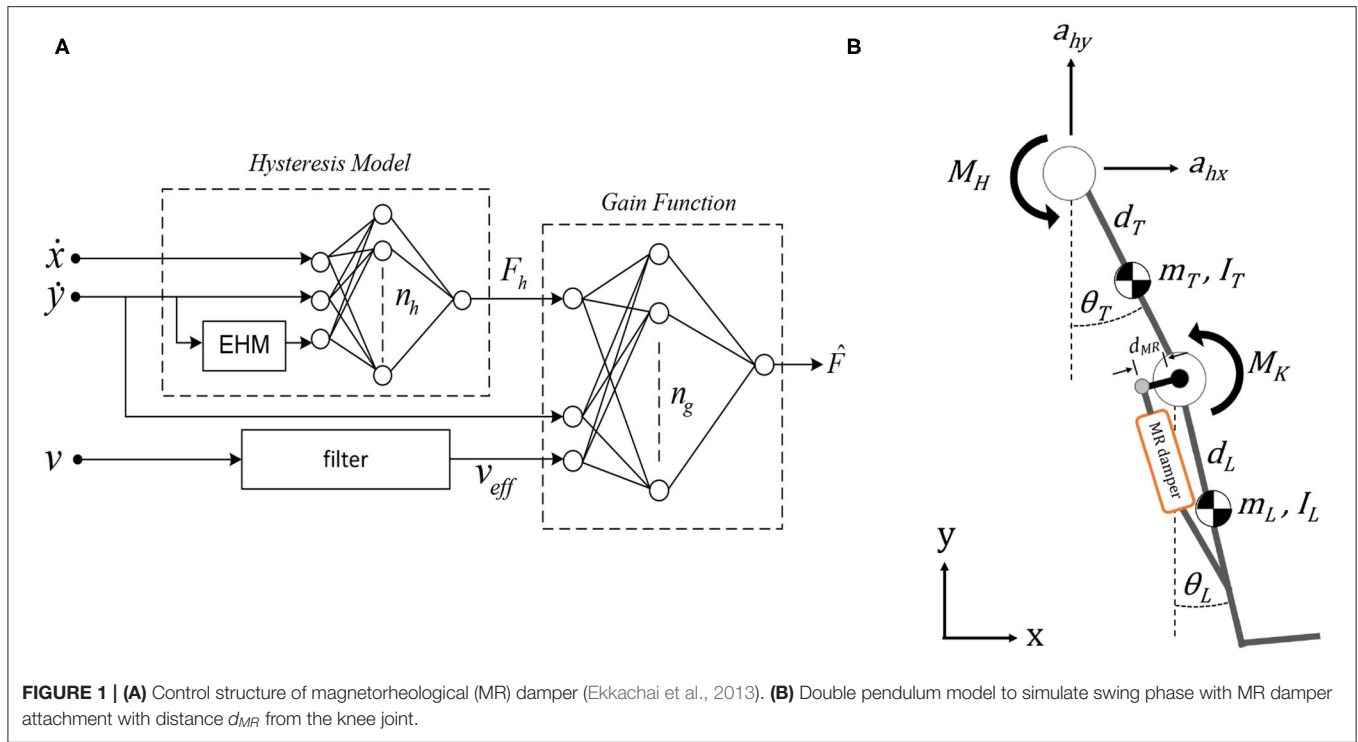 A
Hysteresis Model
Gain Function
ẋ
ẏ
EHM
n_h
F_h
n_g
F̂
v
filter
v_eff
B
a_hy
M_H
a_hx
d_T
m_T, I_T
θ_T
d_MR
M_K
MR damper
d_L
m_L, I_L
y
θ_L
x
FIGURE 1 | (A) Control structure of magnetorheological (MR) damper (Ekkachai et al., 2013). (B) Double pendulum model to simulate swing phase with MR damper
attachment with distance d_MR from the knee joint.